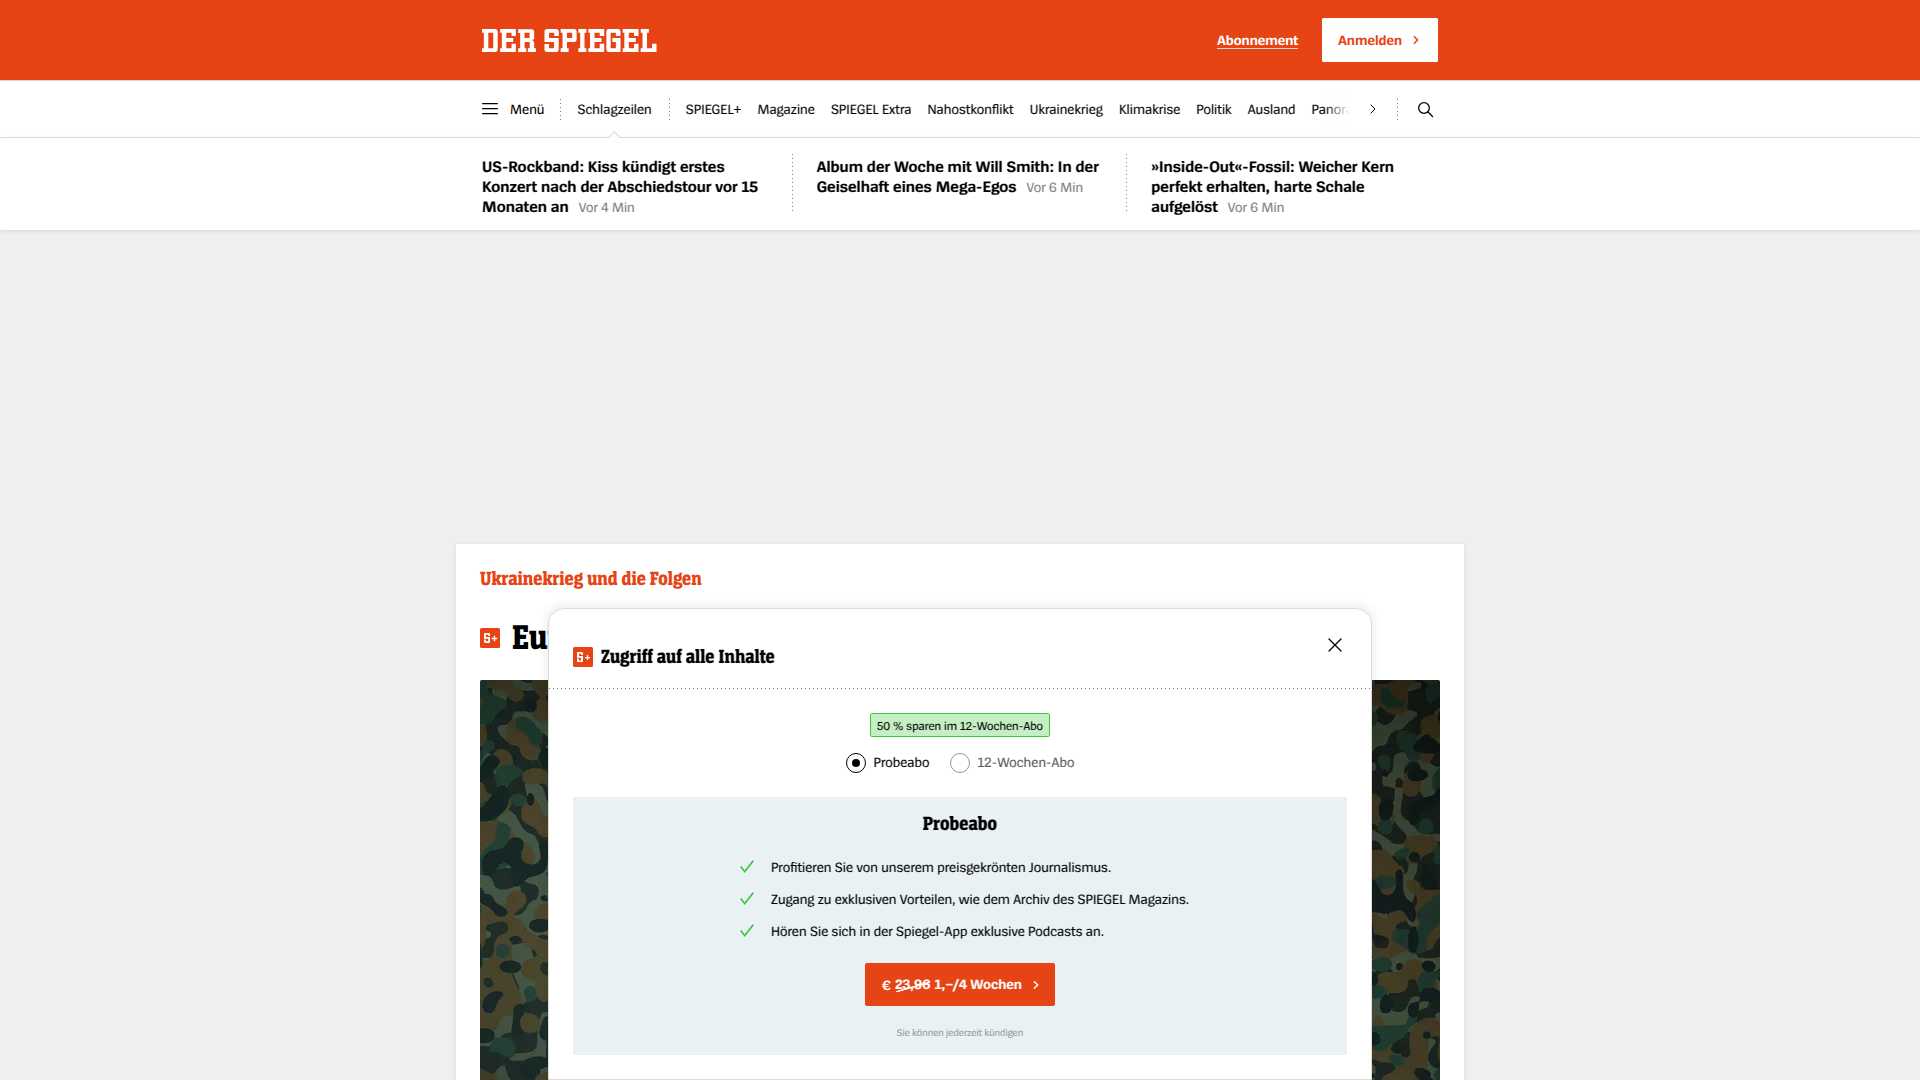 DER SPIEGEL
Abonnement
Anmelden
Menü
Schlagzeilen
SPIEGEL+
Magazine
SPIEGEL Extra
Nahostkonflikt
Ukrainekrieg
Klimakrise
Politik
Ausland
US-Rockband: Kiss kündigt erstes
Konzert nach der Abschiedstour vor 15
Monaten an Vor 4 Min
Album der Woche mit Will Smith: In der
Geiselhaft eines Mega-Egos Vor 6 Min
»Inside-Out«-Fossil: Weicher Kern
perfekt erhalten, harte Schale
aufgelöst Vor 6 Min
Ukrainekrieg und die Folgen
S+ Eu
S+ Zugriff auf alle Inhalte
50 % sparen im 12-Wochen-Abo
Probeabo
12-Wochen-Abo
Probeabo
Profitieren Sie von unserem preisgekrönten Journalismus.
Zugang zu exklusiven Vorteilen, wie dem Archiv des SPIEGEL Magazins.
Hören Sie sich in der Spiegel-App exklusive Podcasts an.
€ 23,96 1,–/4 Wochen
Sie können jederzeit kündigen